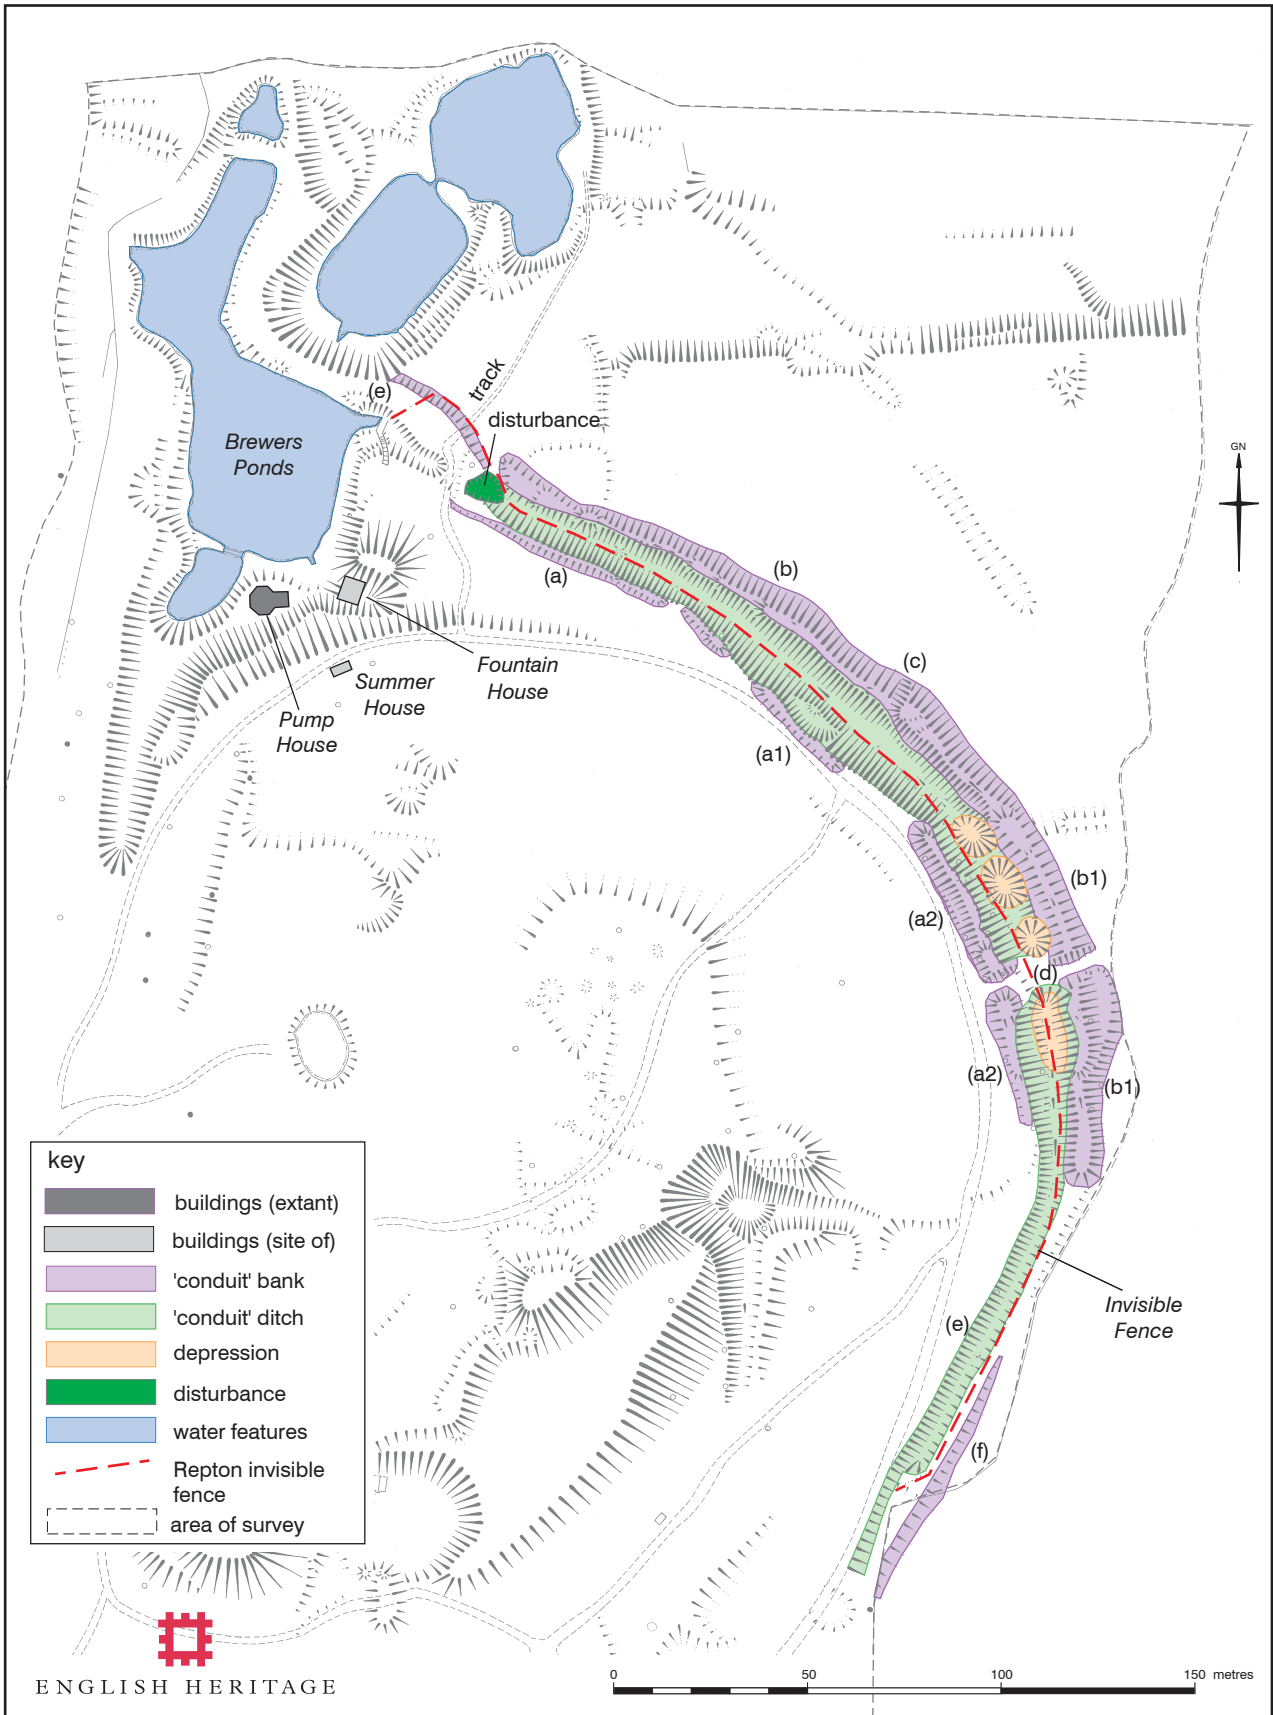 (e)
track
disturbance
Brewers
Ponds
GN
(a)
(b)
(c)
Fountain
House
Summer
House
Pump
House
(a1)
(b1)
(a2)
(d)
(a2)
(b1)
key
buildings (extant)
buildings (site of)
'conduit' bank
'conduit' ditch
depression
disturbance
water features
Repton invisible
fence
area of survey
Invisible
Fence
(e)
(f)
ENGLISH HERITAGE
0 50 100 150 metres